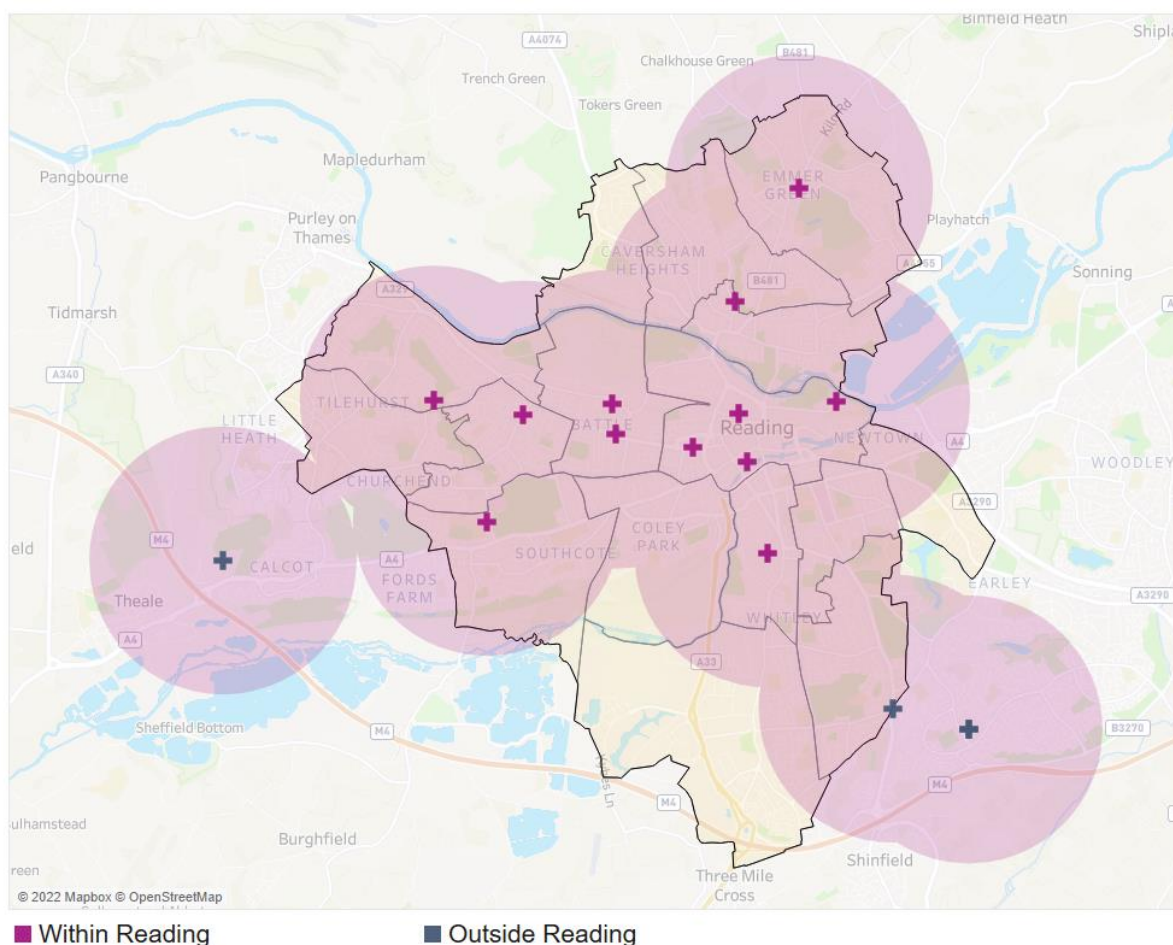 Binfield Heath
A4074
B481
Shipla
Trench Green
Chalkhouse Green
Tokers Green
Kiln Rd
Mapledurham
Pangbourne
EMMER
GREEN
Purley on
Thames
Playhatch
CAVERSHAM
HEIGHTS
Sonning
A329
B481
Tidmarsh
A340
TILEHURST
LITTLE
HEATH
BATTLE
Reading
NEWTOWN
A4
WOODLEY
CHURCHEND
A3290
M4
COLEY
PARK
SOUTHCOTE
CALCOT
A4
FORDS
FARM
EARLEY
A3290
Theale
A4
WHITLEY
A33
Sheffield Bottom
M4
B3270
M4
M4
Burghfield
Shinfield
Three Mile
Cross
© 2022 Mapbox © OpenStreetMap
Within Reading
Outside Reading